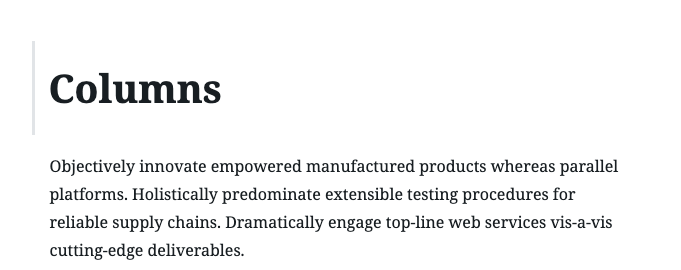 Columns
Objectively innovate empowered manufactured products whereas parallel
platforms. Holistically predominate extensible testing procedures for
reliable supply chains. Dramatically engage top-line web services vis-a-vis
cutting-edge deliverables.